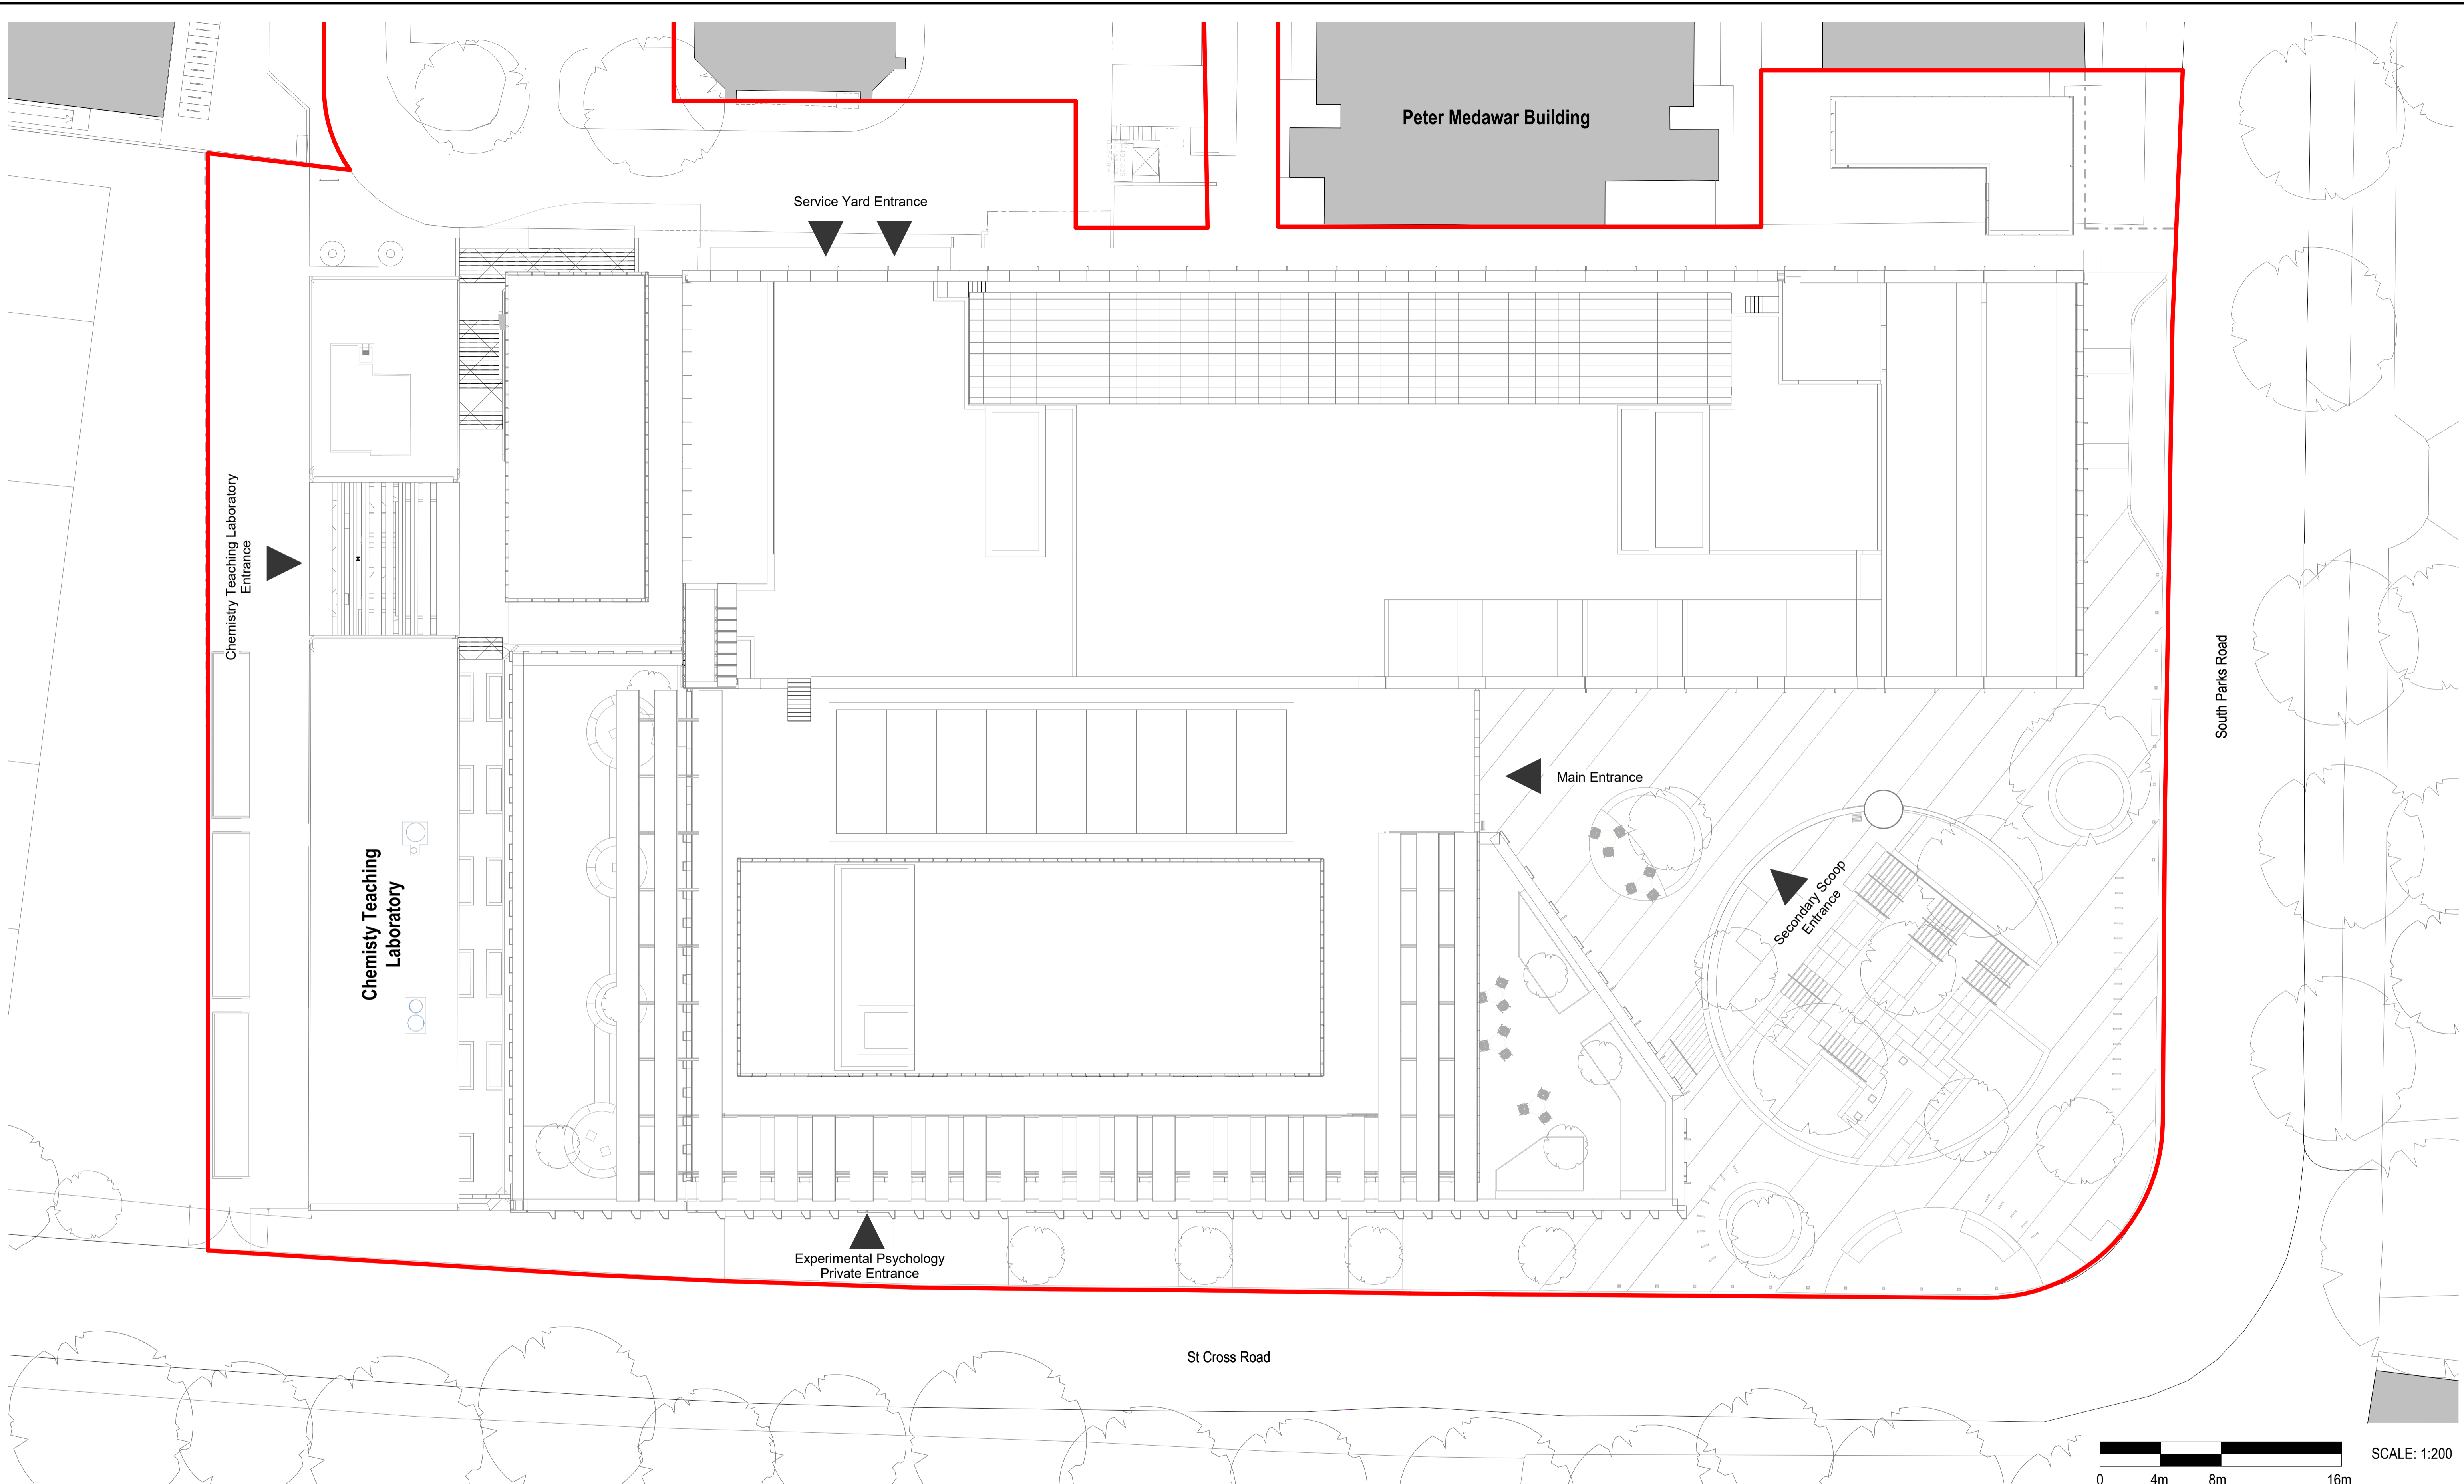 Peter Medawar Building
Service Yard Entrance
Chemistry Teaching Laboratory
Entrance
South Parks Road
Main Entrance
Chemisty Teaching
Laboratory
Secondary Scoop
Entrance
Experimental Psychology
Private Entrance
St Cross Road
SCALE: 1:200
0 4m 8m 16m